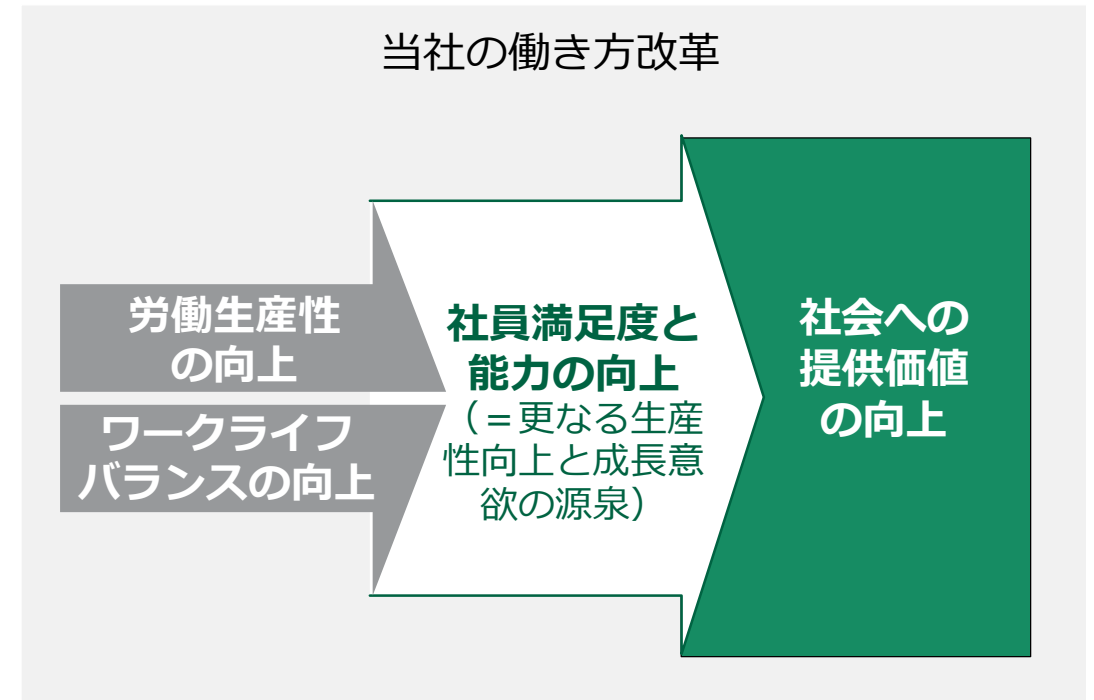 当社の働き方改革
労働生産性
の向上
ワークライフ
バランスの向上
社員満足度と
能力の向上
（＝更なる生産
性向上と成長意
欲の源泉）
社会への
提供価値
の向上